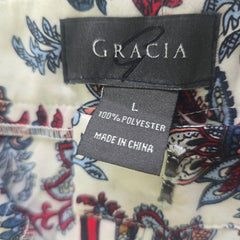 GRACIA
L
100% POLYESTER
MADE IN CHINA